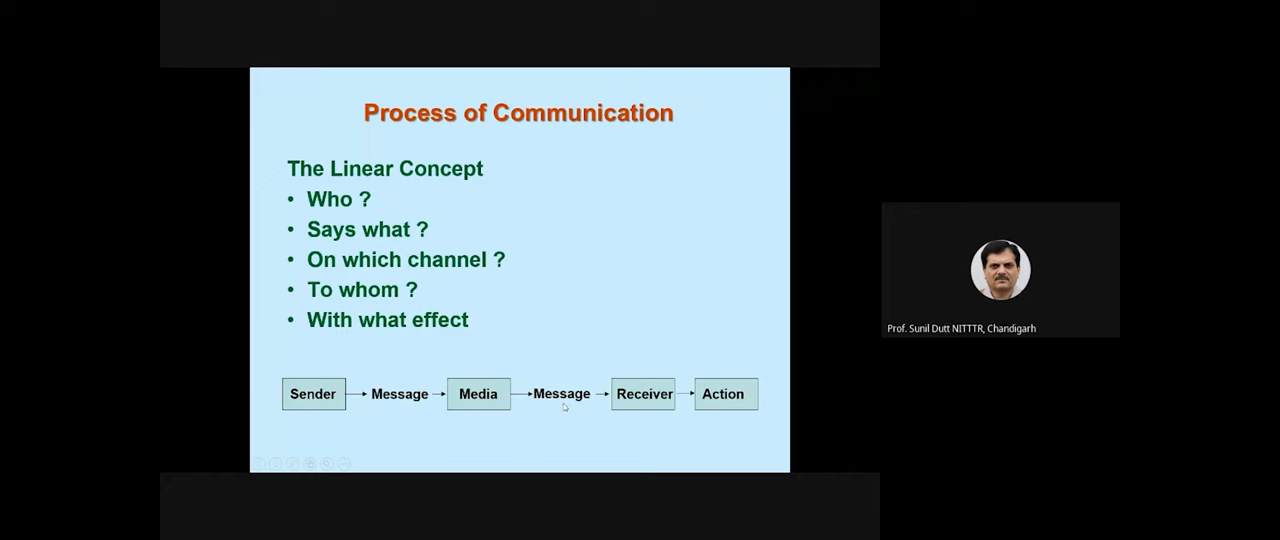 Process of Communication
The Linear Concept
• Who ?
• Says what ?
• On which channel ?
• To whom ?
• With what effect
Sender Message Media Message Receiver Action
Prof. Sunil Dutt NITTTR, Chandigarh